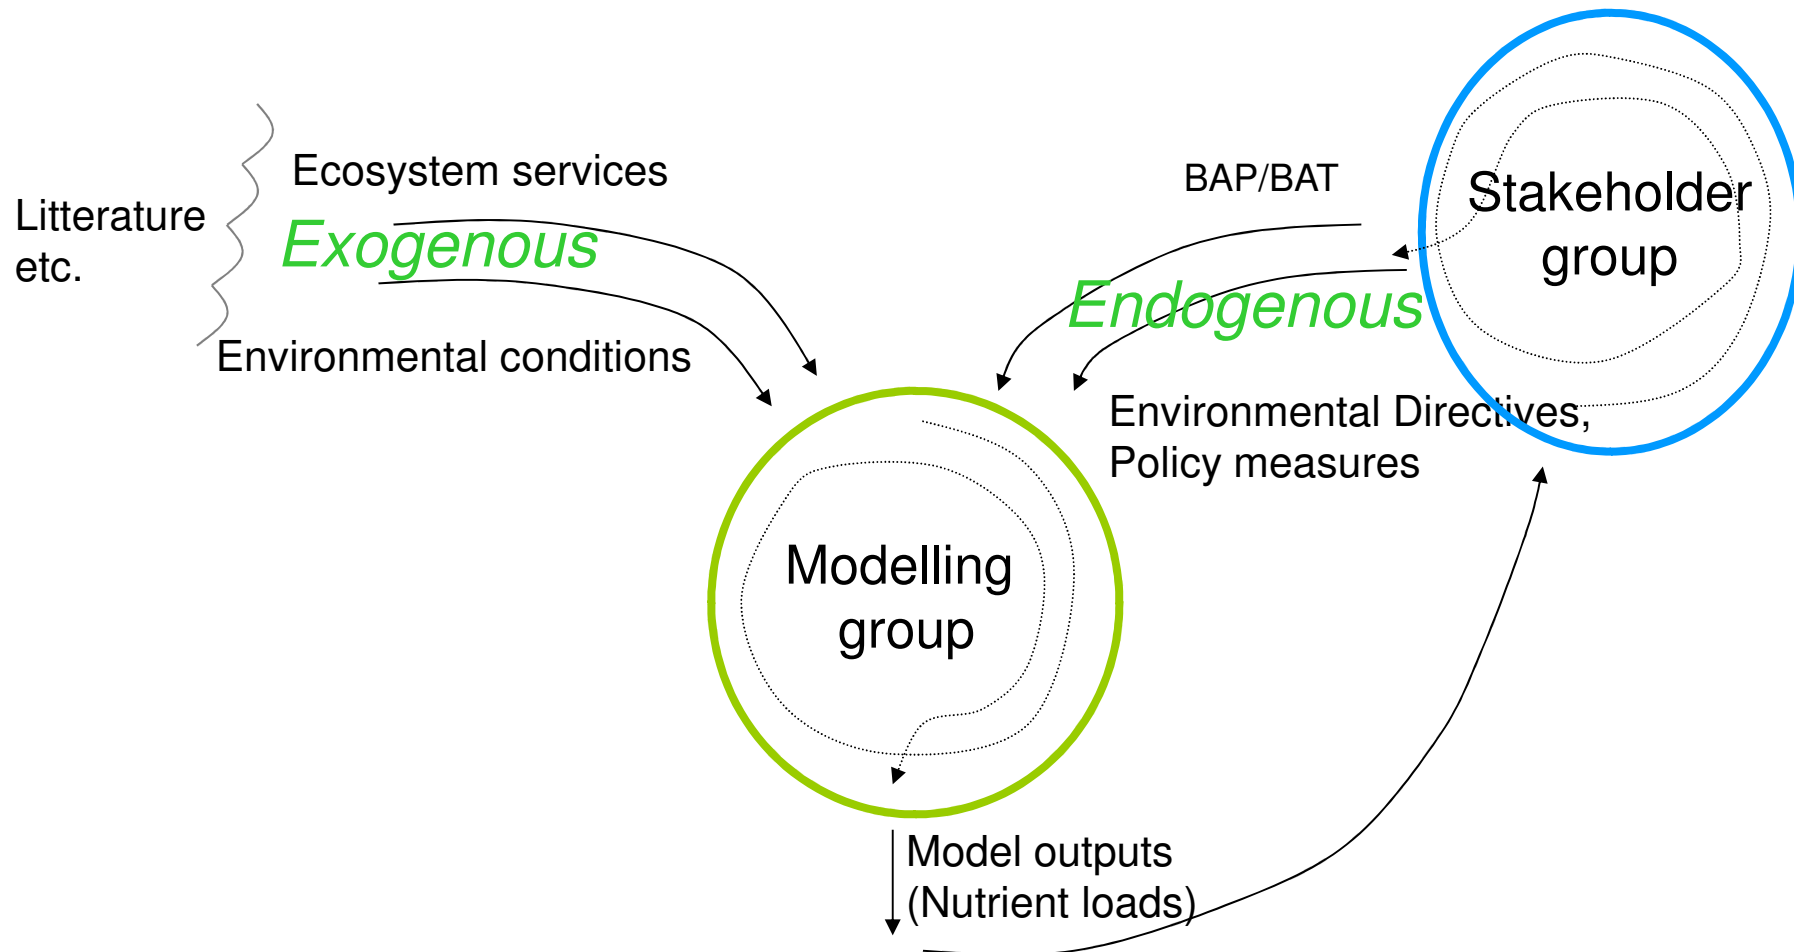 Ecosystem services
BAP/BAT
Litterature
etc.
Exogenous
Stakeholder
group
Endogenous
Environmental conditions
Environmental Directives,
Policy measures
Modelling
group
Model outputs
(Nutrient loads)